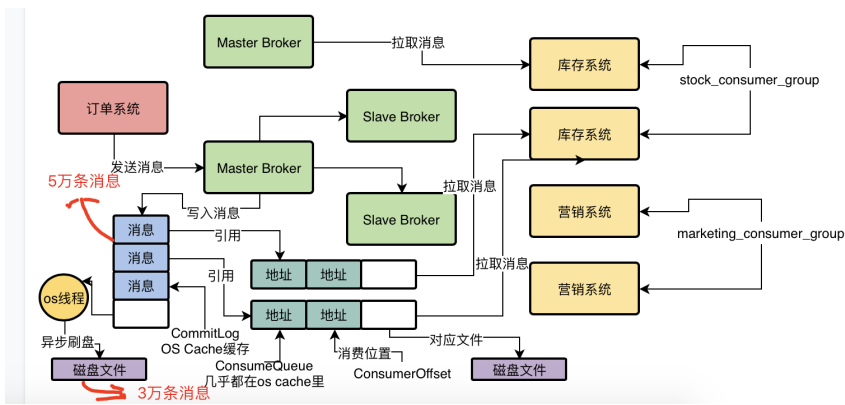 Master Broker
拉取消息
库存系统
stock_consumer_group
订单系统
Slave Broker
库存系统
发送消息
Master Broker
5万条消息
拉取消息
写入消息
Slave Broker
营销系统
消息
引用
marketing_consumer_group
消息
拉取消息
引用
地址
地址
营销系统
消息
os线程
地址
地址
CommitLog
OS Cache缓存
异步刷盘
对应文件
消费位置
ConsumeQueue
几乎都在os cache里
ConsumerOffset
磁盘文件
磁盘文件
3万条消息